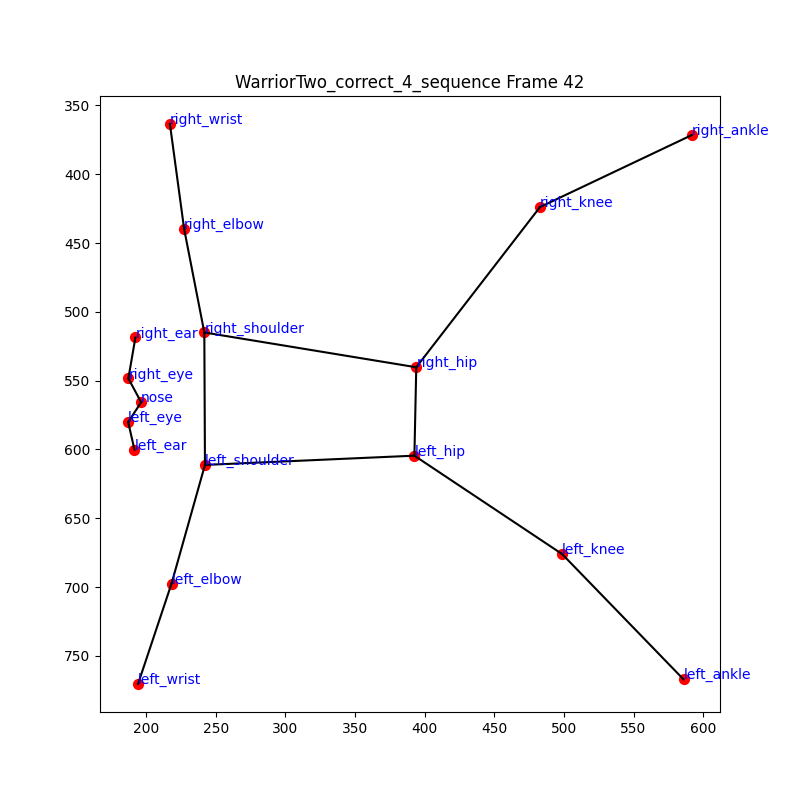 WarriorTwo_correct_4_sequence Frame 42
350
right_wrist
right_ankle
400
right_knee
right_elbow
450
500
right_shoulder
right_ear
550
right_hip
right_eye
nose
left_eye
600
left_ear
left_shoulder
left_hip
650
left_knee
left_elbow
700
750
left_wrist
left_ankle
200 250 300 350 400 450 500 550 600